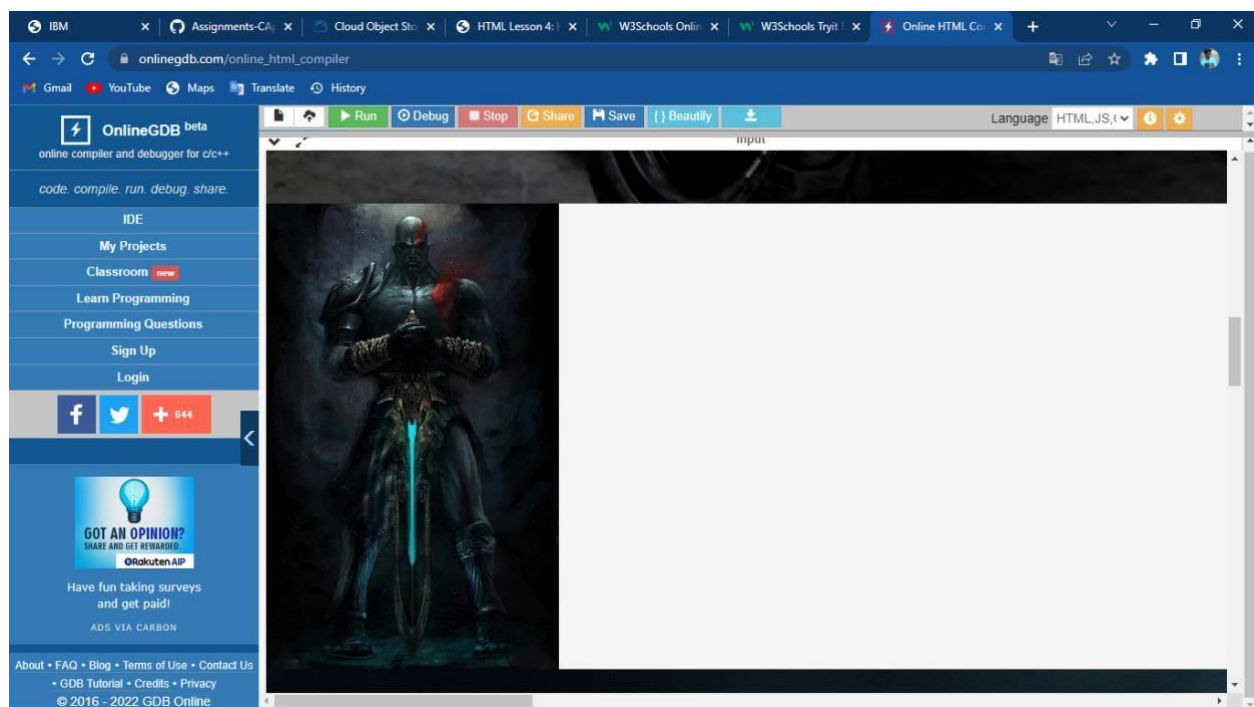 IBM
Assignments-CA
Cloud Object Sto
HTML Lesson 4:
W3Schools Onlin
W3Schools Tryit
Online HTML Co
onlinegdb.com/online_html_compiler
Gmail
YouTube
Maps
Translate
History
OnlineGDB beta
online compiler and debugger for c/c++
code. compile. run. debug. share.
IDE
My Projects
Classroom new
Learn Programming
Programming Questions
Sign Up
Login
644
GOT AN OPINION?
SHARE AND GET REWARDED.
Rakuten AIP
Have fun taking surveys
and get paid!
ADS VIA CARBON
About • FAQ • Blog • Terms of Use • Contact Us
• GDB Tutorial • Credits • Privacy
© 2016 - 2022 GDB Online
Run
Debug
Stop
Share
Save
{ } Beautify
Language HTML,JS,
input